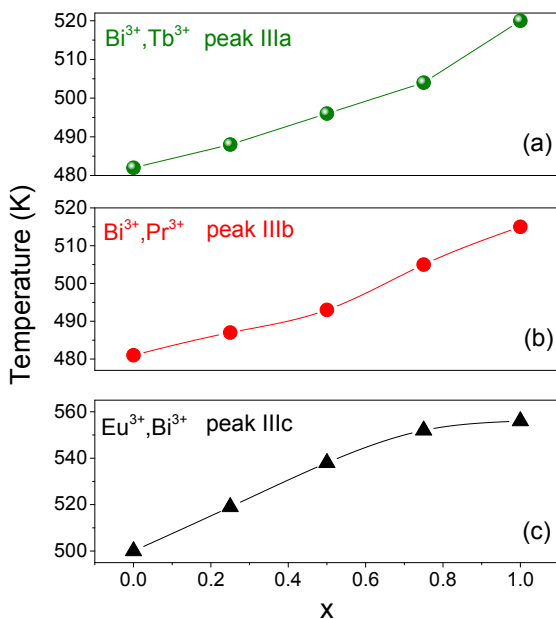 520
Bi³⁺,Tb³⁺ peak IIIa
510
500
490
(a)
480
520
Bi³⁺,Pr³⁺ peak IIIb
510
500
490
480
(b)
Temperature (K)
560
Eu³⁺,Bi³⁺ peak IIIc
540
520
(c)
500
0.0 0.2 0.4 0.6 0.8 1.0
x